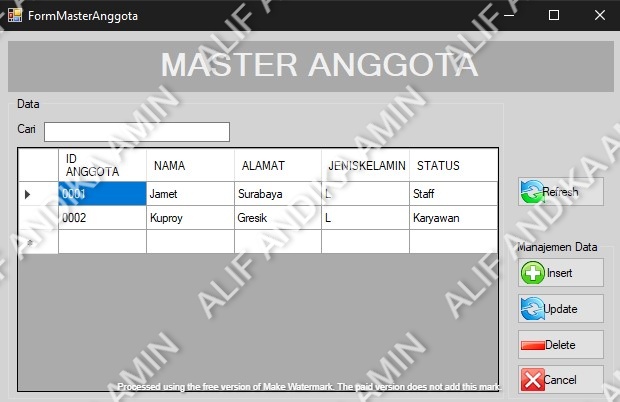 FormMasterAnggota
MASTER ANGGOTA
Data
Cari
ID ANGGOTA NAMA ALAMAT JENISKELAMIN STATUS
0001 Jamet Surabaya L Staff
0002 Kuproy Gresik L Karyawan
Refresh
Manajemen Data
Insert
Update
Delete
Cancel
ALIF ANDIKA AMIN
Processed using the free version of Make Watermark. The paid version does not add this mark.